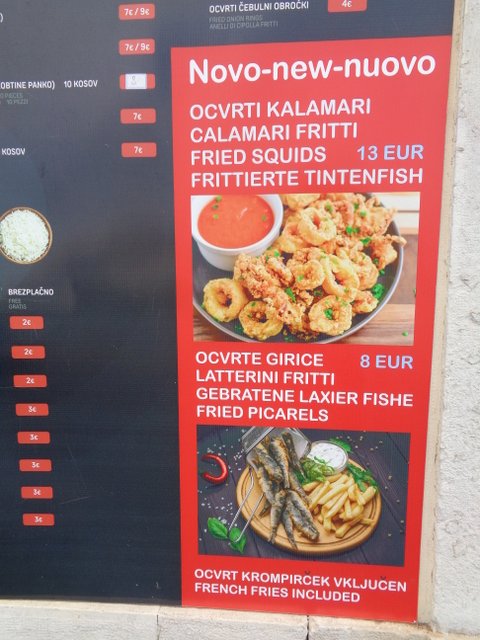 7€ / 9€
7€ / 9€
OBTINE PANKO) 10 KOSOV
10 PEZZI
7€
KOSOV
7€
BREZPLAČNO
FREE
GRATIS
2€
2€
2€
3€
3€
3€
3€
3€
OCVRTI ČEBULNI OBROČKI
4€
FRIED ONION RINGS
ANELLI DI CIPOLLA FRITTI
Novo-new-nuovo
OCVRTI KALAMARI
CALAMARI FRITTI
FRIED SQUIDS 13 EUR
FRITTIERTE TINTENFISH
OCVRTE GIRICE 8 EUR
LATTERINI FRITTI
GEBRATENE LAXIER FISHE
FRIED PICARELS
OCVRT KROMPIRČEK VKLJUČEN
FRENCH FRIES INCLUDED